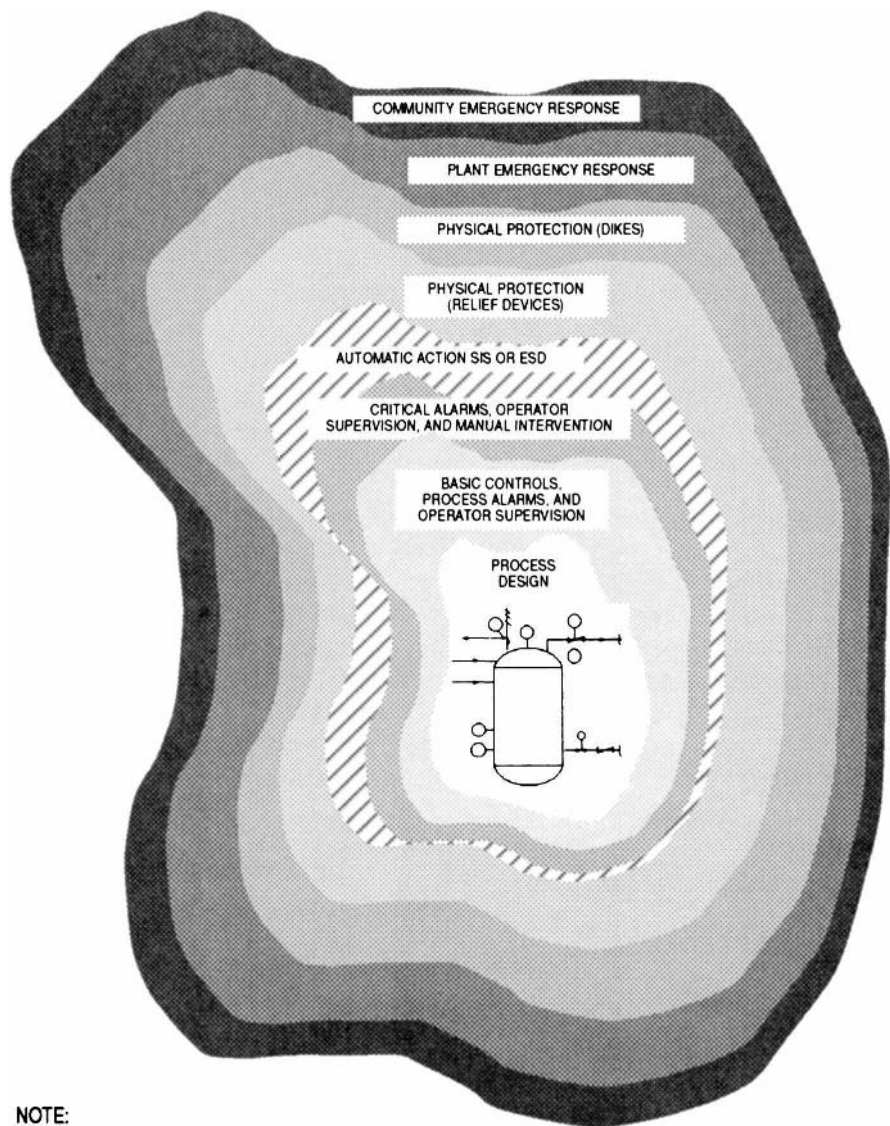 COMMUNITY EMERGENCY RESPONSE
PLANT EMERGENCY RESPONSE
PHYSICAL PROTECTION (DIKES)
PHYSICAL PROTECTION
(RELIEF DEVICES)
AUTOMATIC ACTION SIS OR ESD
CRITICAL ALARMS, OPERATOR
SUPERVISION, AND MANUAL INTERVENTION
BASIC CONTROLS,
PROCESS ALARMS, AND
OPERATOR SUPERVISION
PROCESS
DESIGN
NOTE: